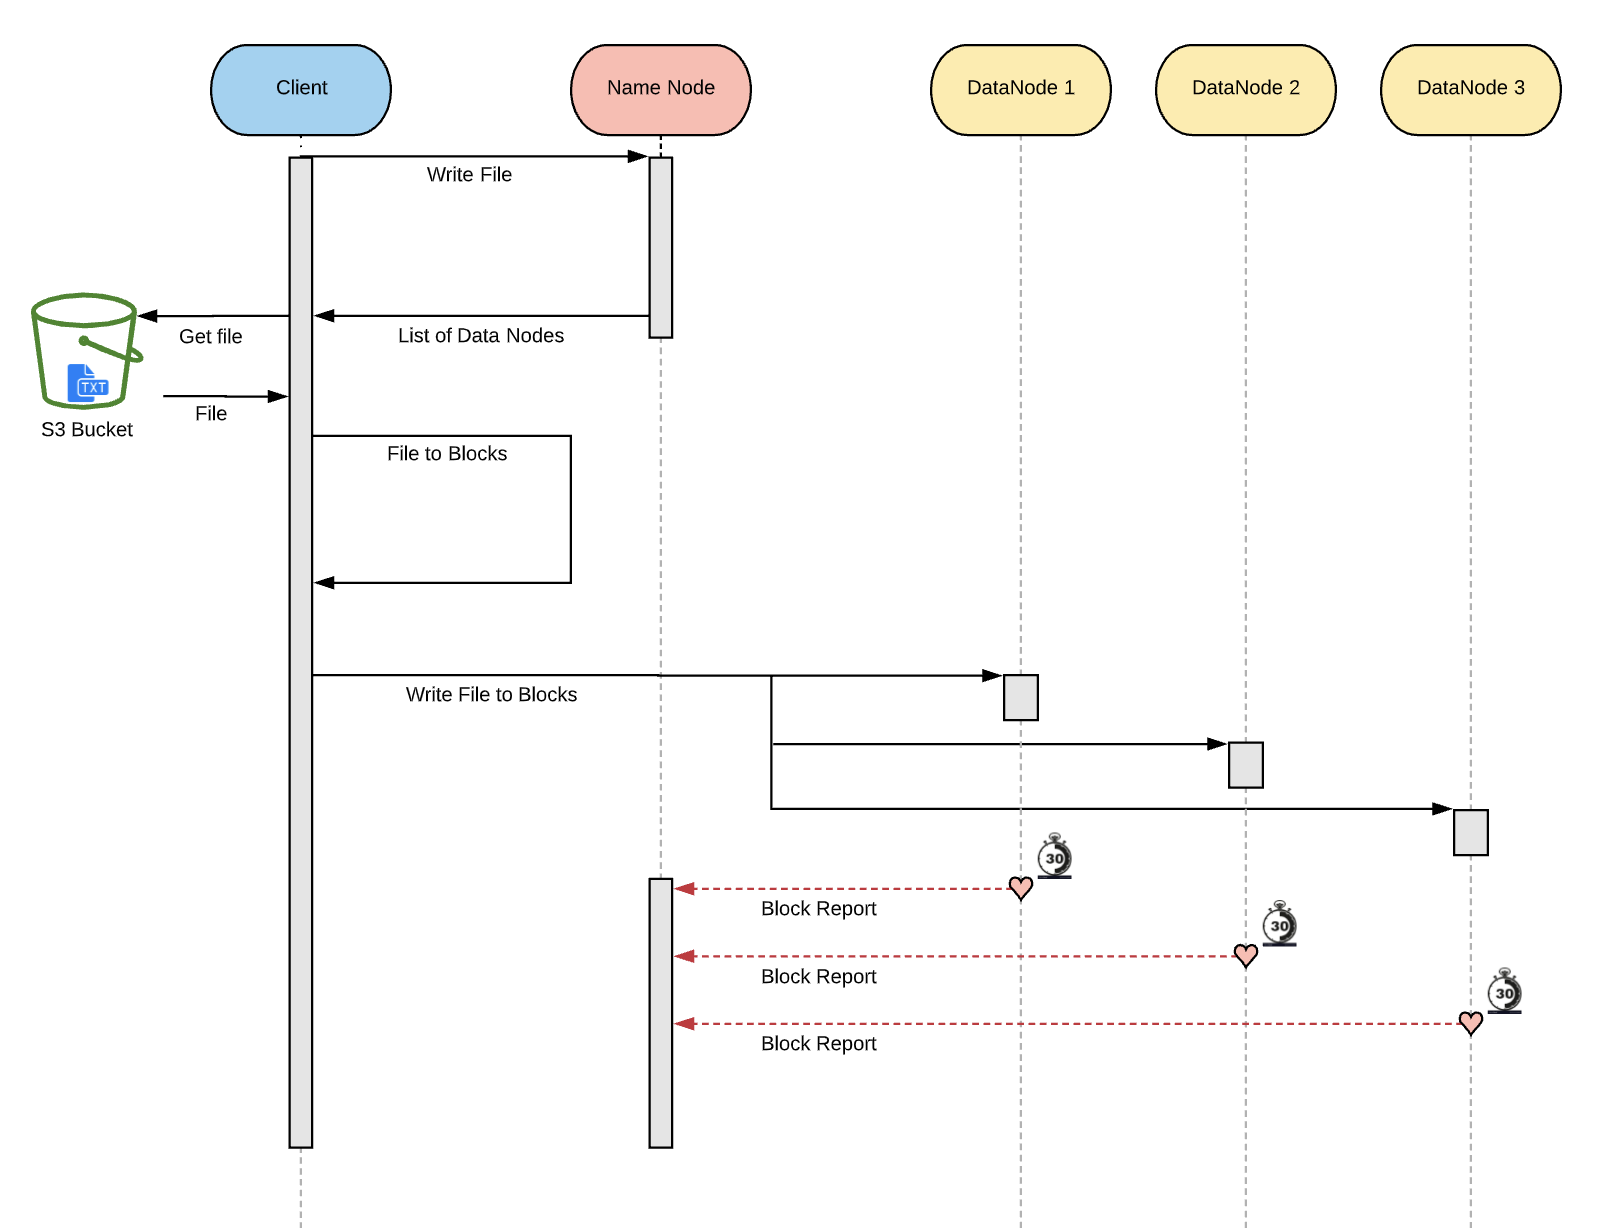 Client
Name Node
DataNode 1
DataNode 2
DataNode 3
Write File
Get file
List of Data Nodes
TXT
File
S3 Bucket
File to Blocks
Write File to Blocks
30
Block Report
30
Block Report
30
Block Report